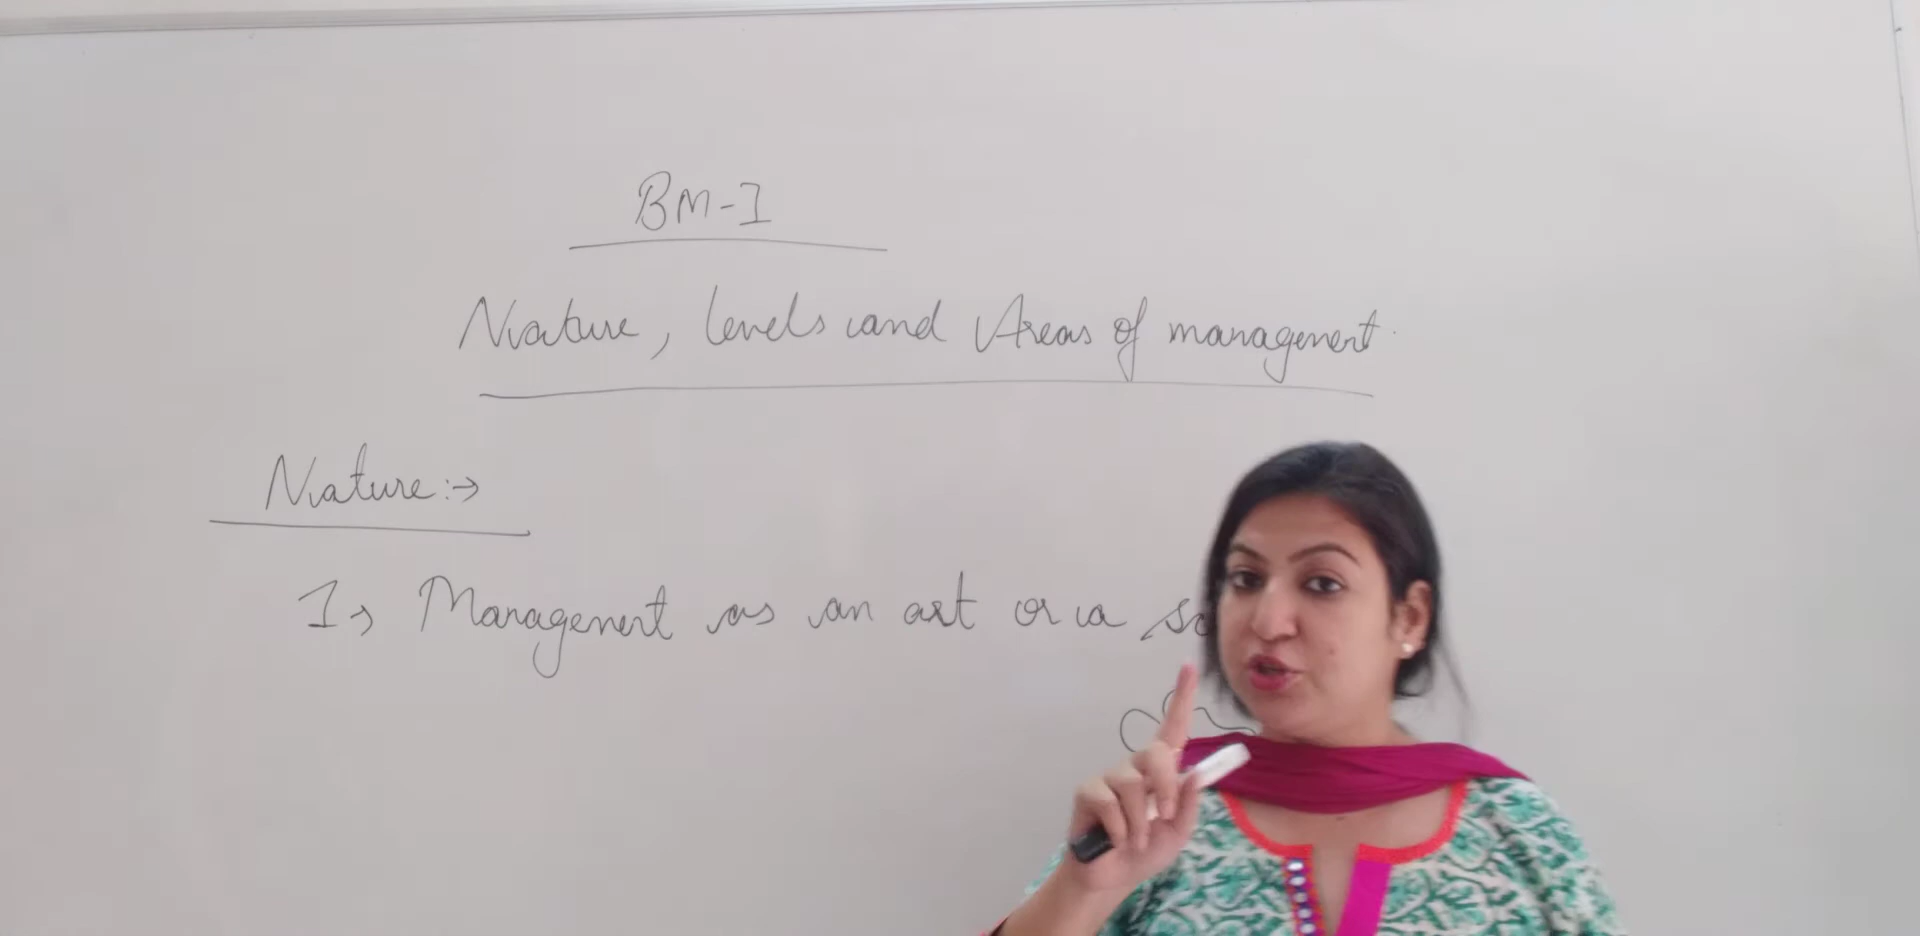 BM-I
Nature, levels and Areas of management.
Nature:→
1→ Management as an art or a